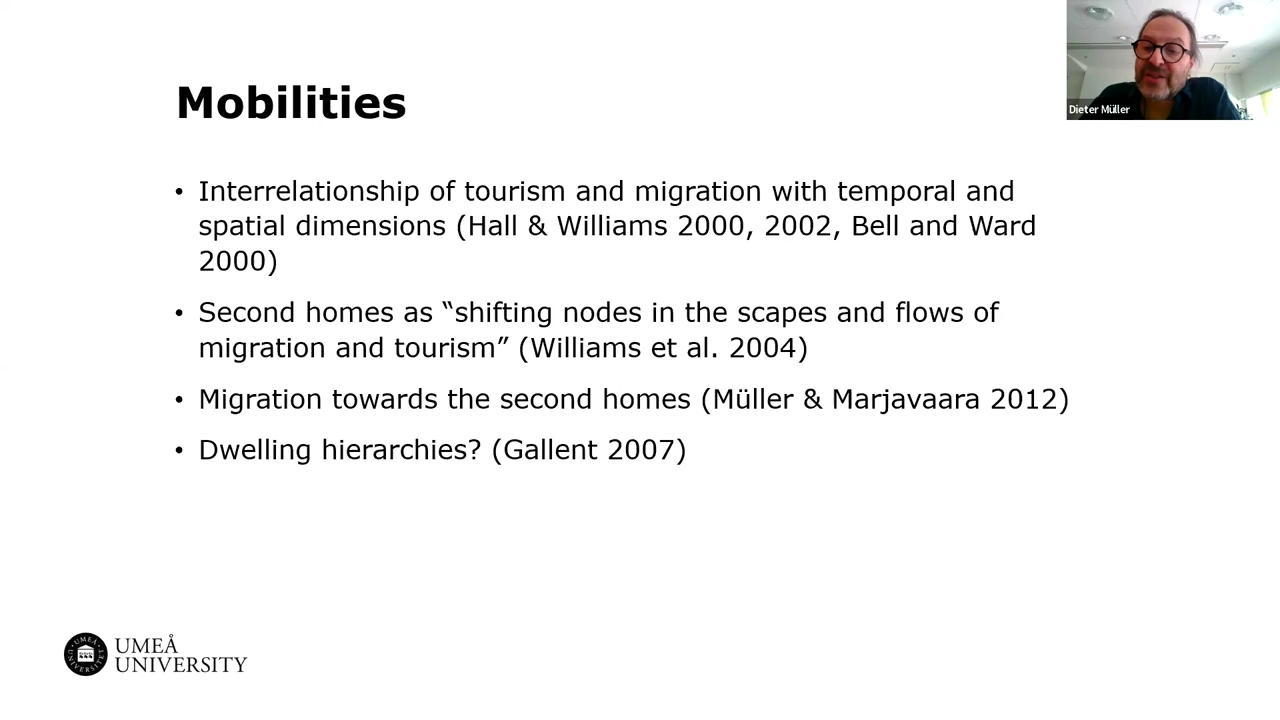 Mobilities
• Interrelationship of tourism and migration with temporal and
spatial dimensions (Hall & Williams 2000, 2002, Bell and Ward
2000)
• Second homes as “shifting nodes in the scapes and flows of
migration and tourism” (Williams et al. 2004)
• Migration towards the second homes (Müller & Marjavaara 2012)
• Dwelling hierarchies? (Gallent 2007)
Dieter Müller
UMEÅ
UNIVERSITY